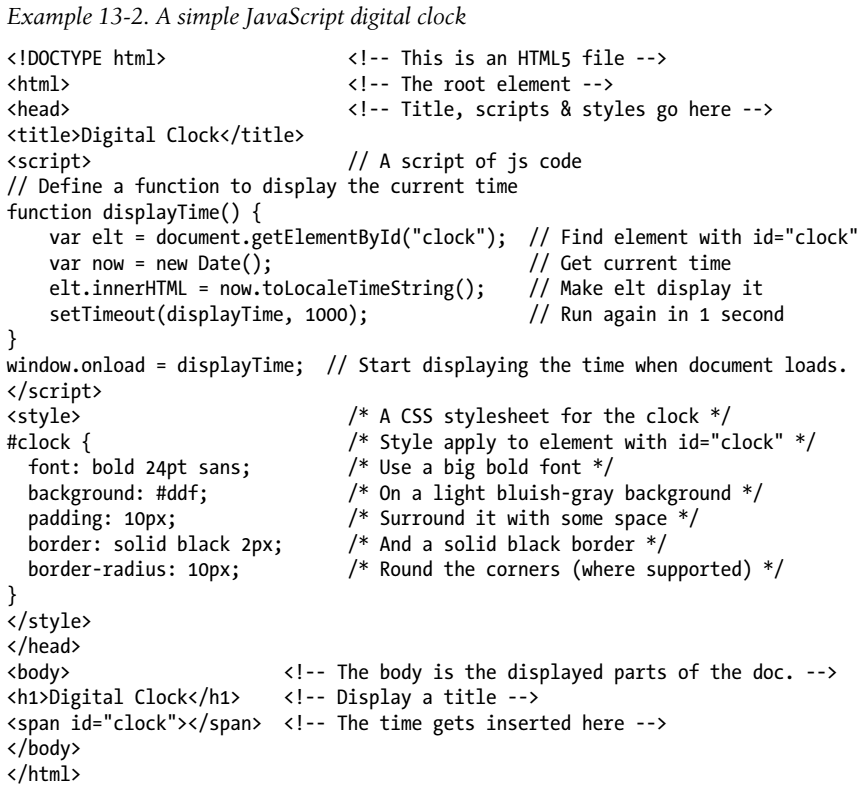 Example 13-2. A simple JavaScript digital clock
<!DOCTYPE html>                 <!-- This is an HTML5 file -->
<html>                          <!-- The root element -->
<head>                          <!-- Title, scripts & styles go here -->
<title>Digital Clock</title>
<script>                        // A script of js code
// Define a function to display the current time
function displayTime() {
    var elt = document.getElementById("clock");  // Find element with id="clock"
    var now = new Date();                        // Get current time
    elt.innerHTML = now.toLocaleTimeString();    // Make elt display it
    setTimeout(displayTime, 1000);               // Run again in 1 second
}
window.onload = displayTime;  // Start displaying the time when document loads.
</script>
<style>                         /* A CSS stylesheet for the clock */
#clock {                        /* Style apply to element with id="clock" */
  font: bold 24pt sans;         /* Use a big bold font */
  background: #ddf;             /* On a light bluish-gray background */
  padding: 10px;                /* Surround it with some space */
  border: solid black 2px;      /* And a solid black border */
  border-radius: 10px;          /* Round the corners (where supported) */
}
</style>
</head>
<body>                    <!-- The body is the displayed parts of the doc. -->
<h1>Digital Clock</h1>    <!-- Display a title -->
<span id="clock"></span>  <!-- The time gets inserted here -->
</body>
</html>